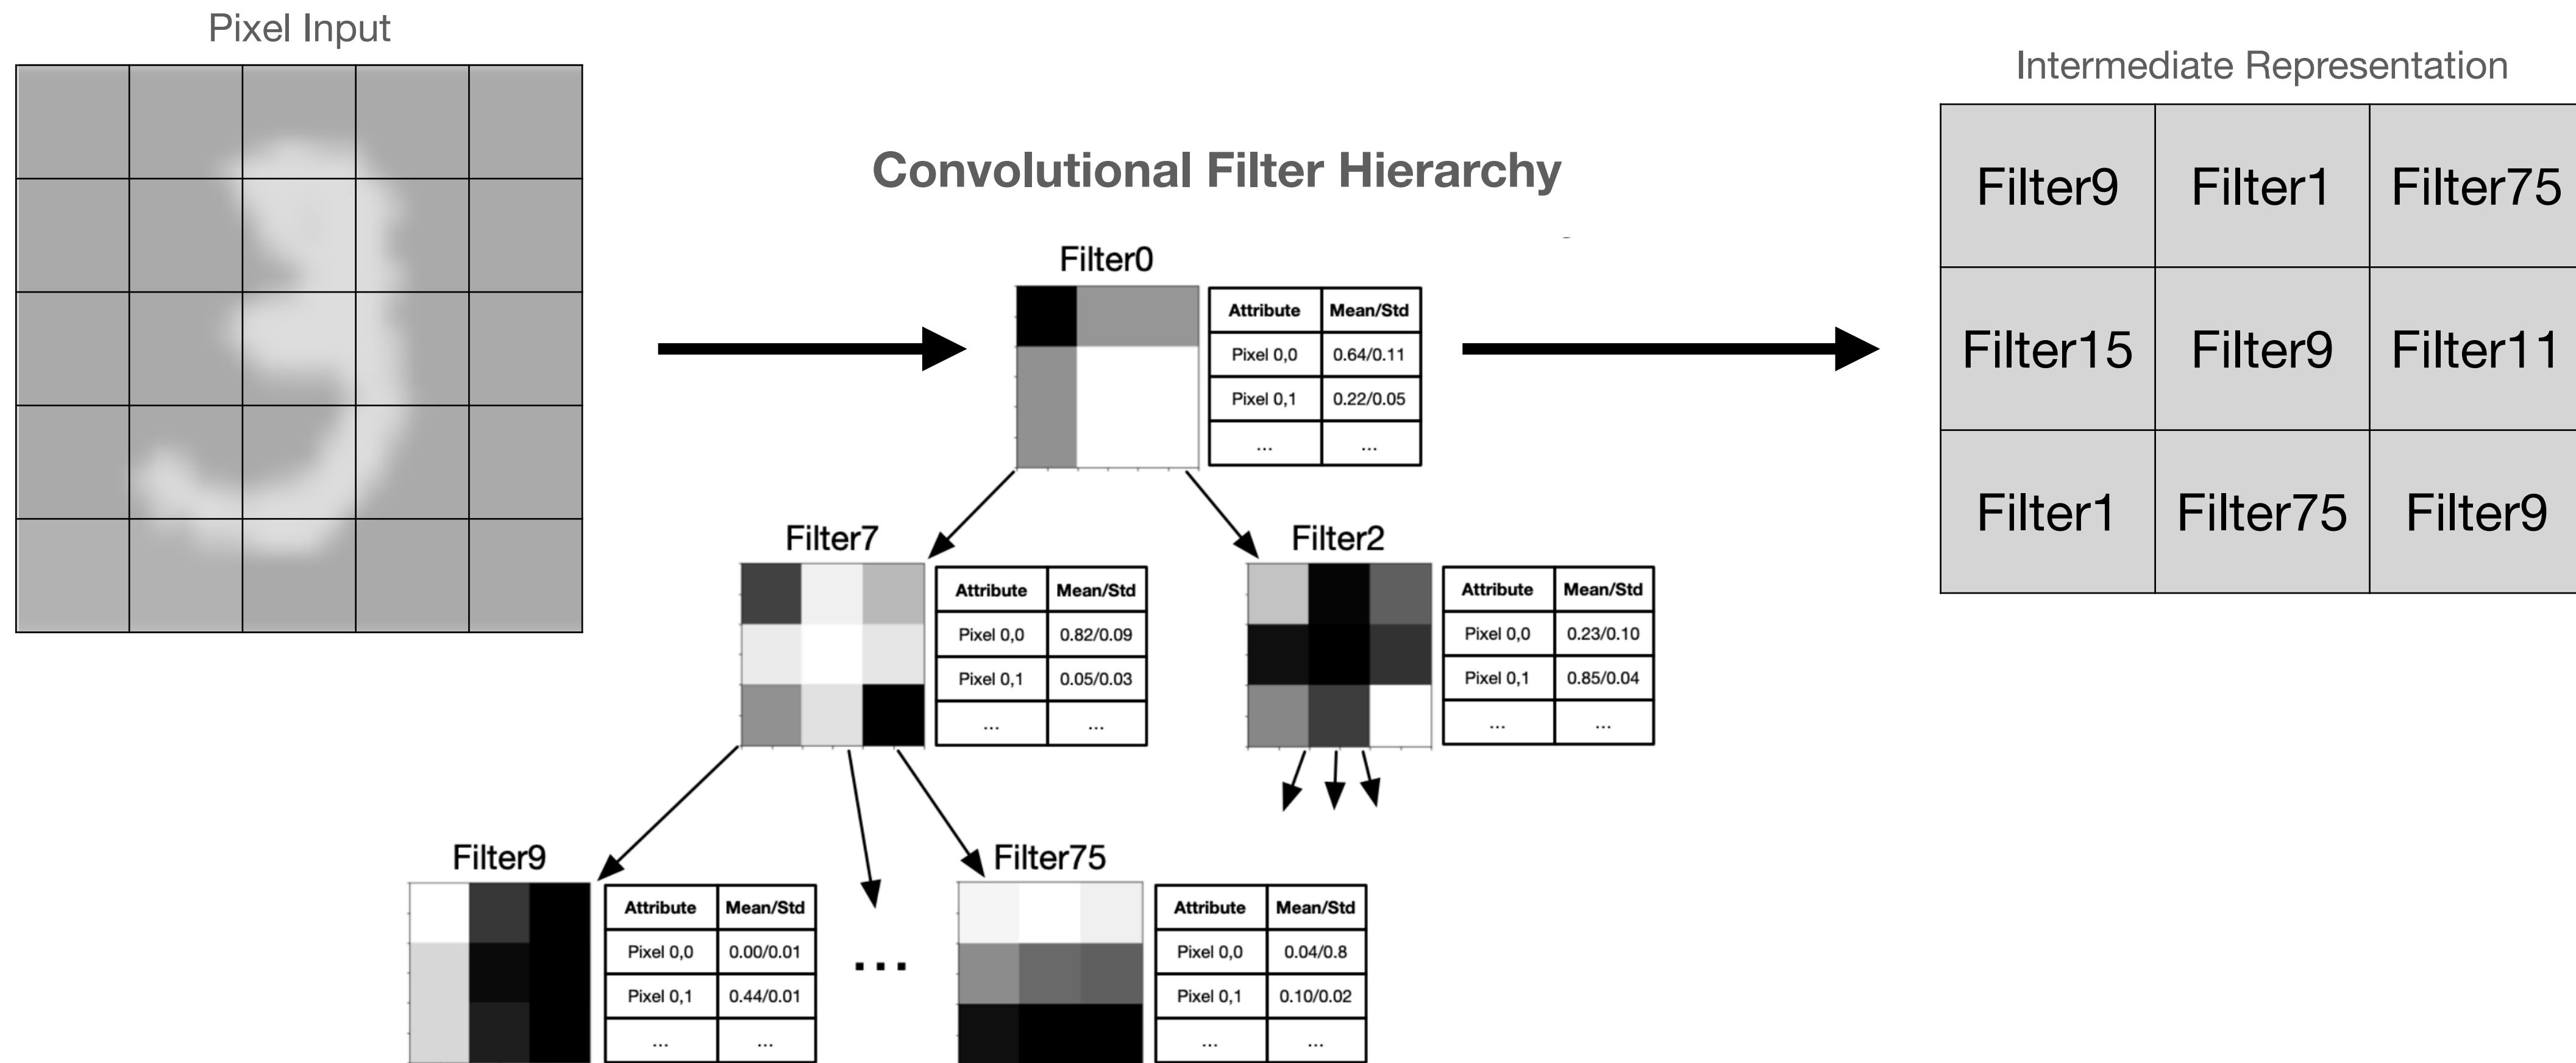 Pixel Input
Convolutional Filter Hierarchy
Intermediate Representation
Filter9 Filter1 Filter75
Filter15 Filter9 Filter11
Filter1 Filter75 Filter9
Filter0
Attribute Mean/Std
Pixel 0,0 0.64/0.11
Pixel 0,1 0.22/0.05
... ...
Filter7
Attribute Mean/Std
Pixel 0,0 0.82/0.09
Pixel 0,1 0.05/0.03
... ...
Filter2
Attribute Mean/Std
Pixel 0,0 0.23/0.10
Pixel 0,1 0.85/0.04
... ...
Filter9
Attribute Mean/Std
Pixel 0,0 0.00/0.01
Pixel 0,1 0.44/0.01
... ...
...
Filter75
Attribute Mean/Std
Pixel 0,0 0.04/0.8
Pixel 0,1 0.10/0.02
... ...